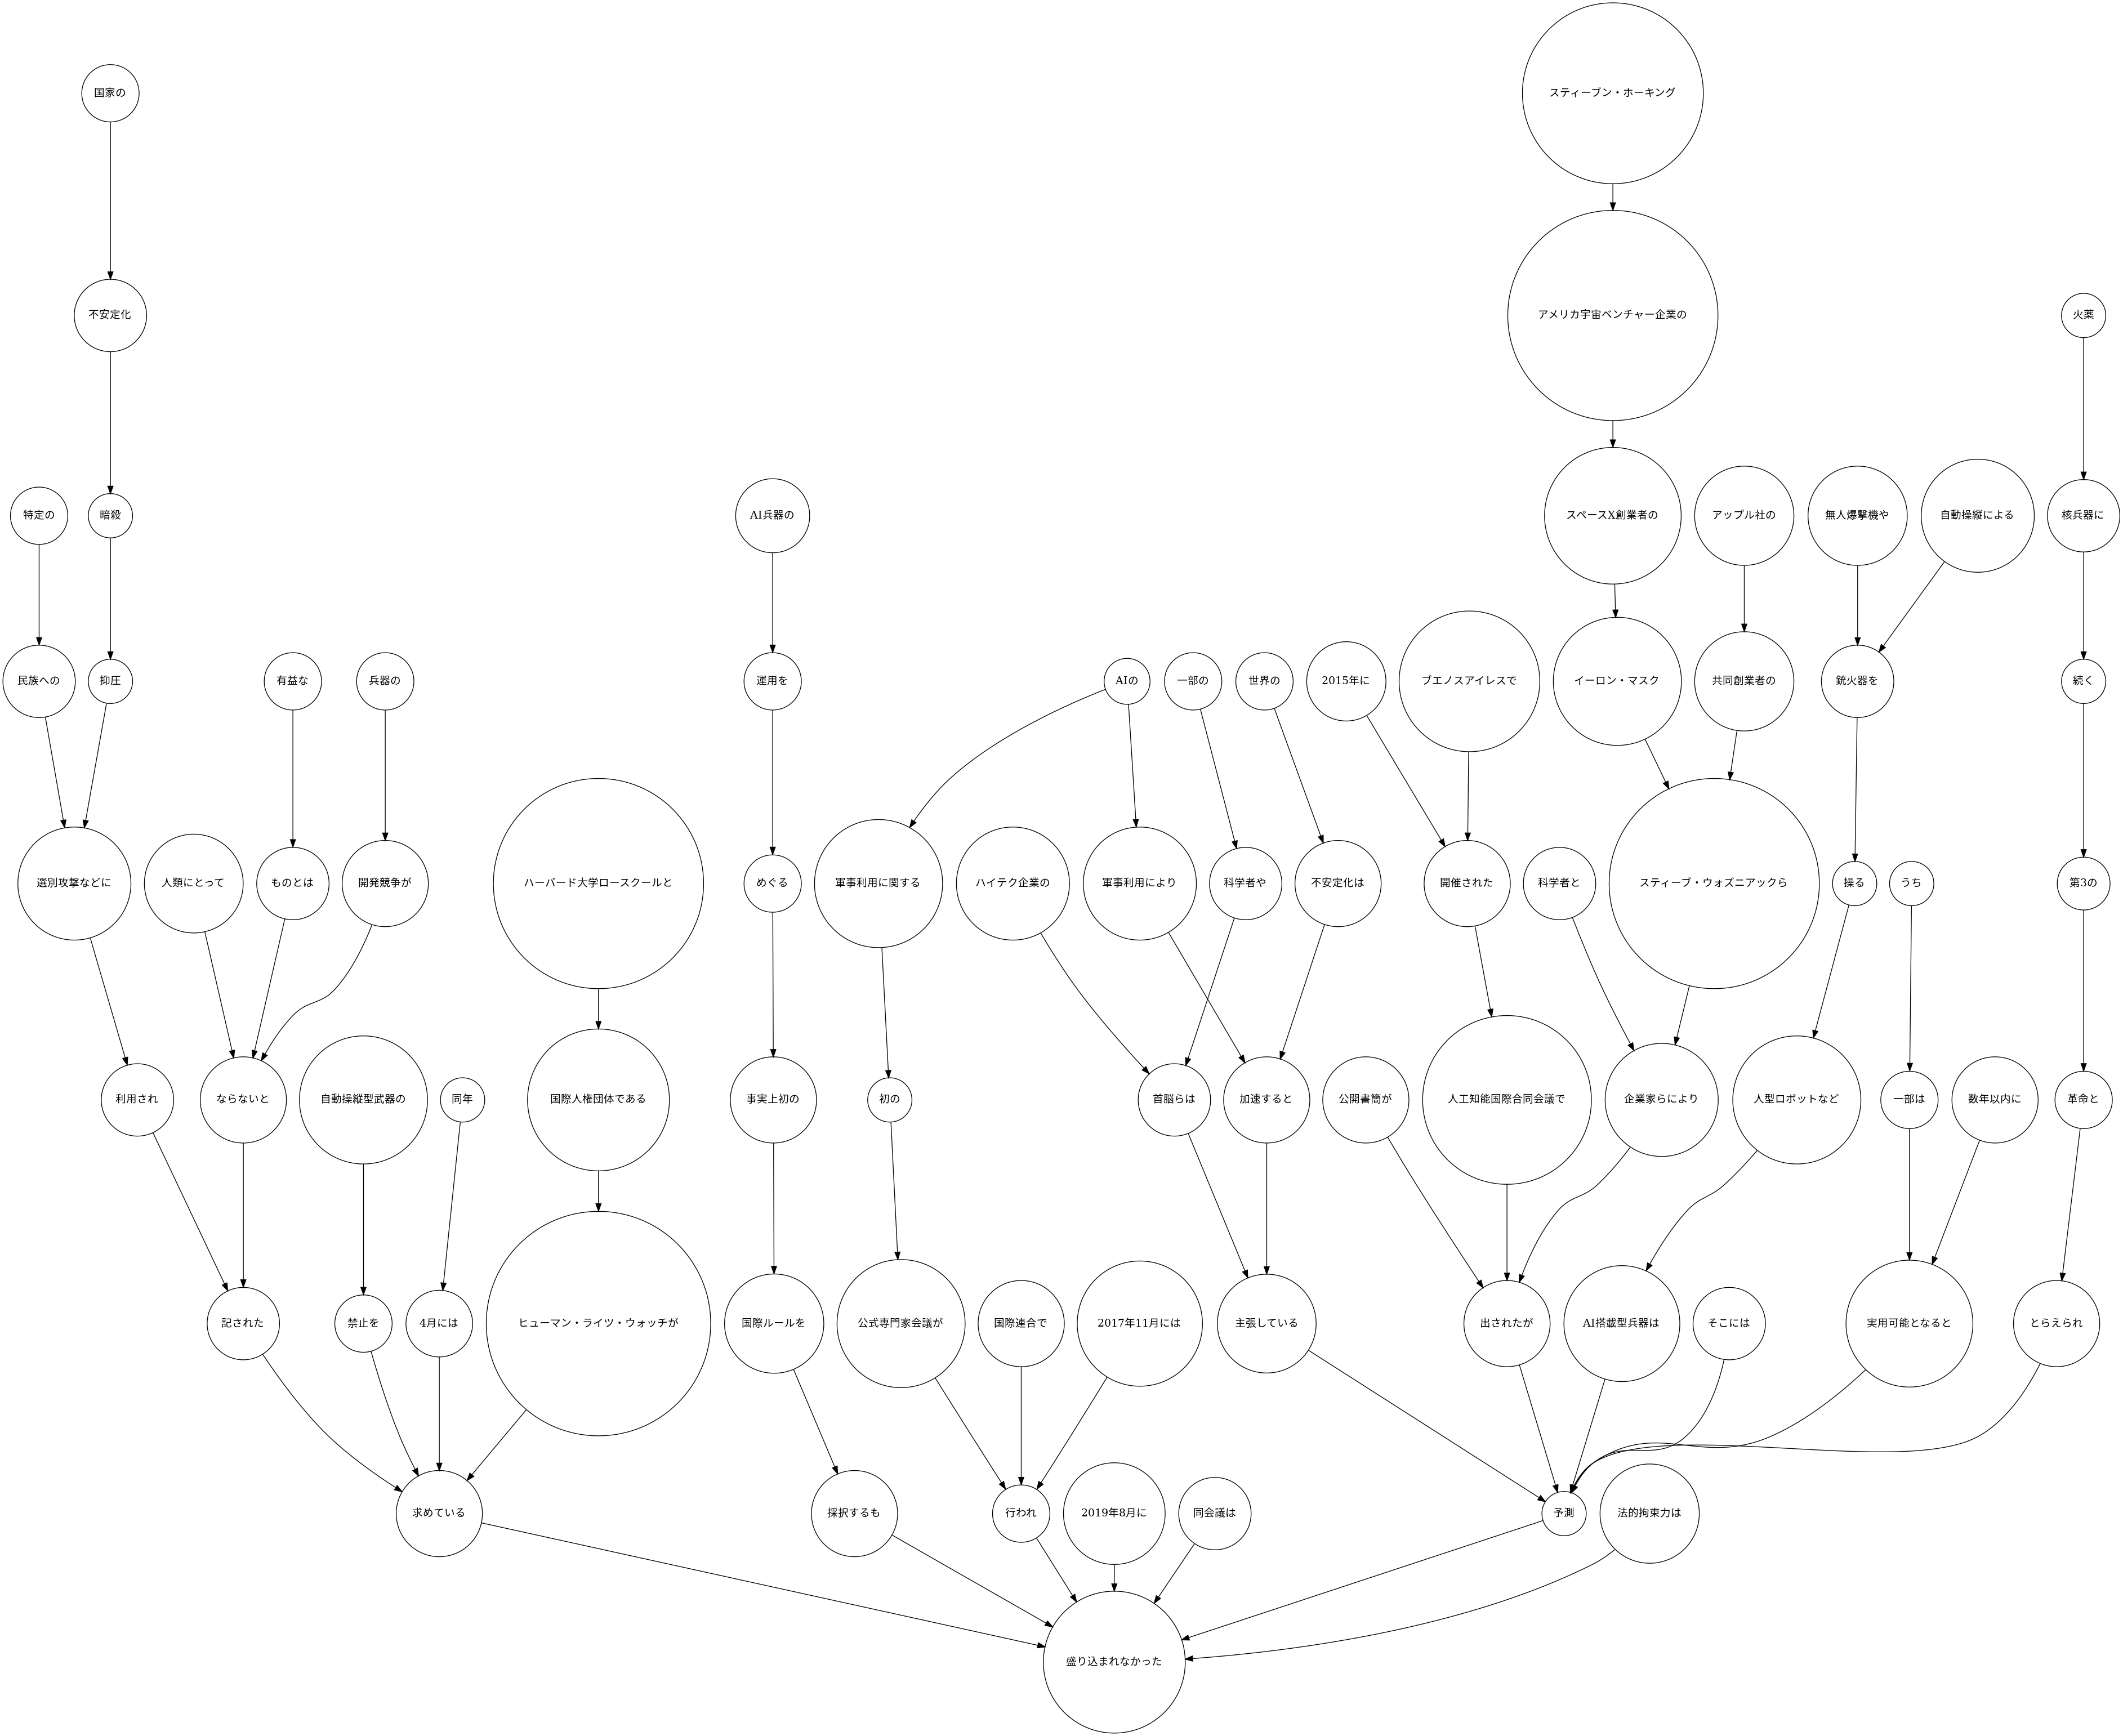 スティーブン・ホーキング
国家の
アメリカ宇宙ベンチャー企業の
不安定化
火薬
特定の
暗殺
AI兵器の
スペースX創業者の
アップル社の
無人爆撃機や
自動操縦による
核兵器に
民族への
抑圧
有益な
兵器の
運用を
AIの
一部の
世界の
2015年に
ブエノスアイレスで
イーロン・マスク
共同創業者の
銃火器を
続く
選別攻撃などに
人類にとって
ものとは
開発競争が
ハーバード大学ロースクールと
めぐる
軍事利用に関する
ハイテク企業の
軍事利用により
科学者や
不安定化は
開催された
科学者と
スティーブ・ウォズニアックら
操る
うち
第3の
利用され
ならないと
自動操縦型武器の
同年
国際人権団体である
事実上初の
初の
首脳らは
加速すると
公開書簡が
人工知能国際合同会議で
企業家らにより
人型ロボットなど
一部は
数年以内に
革命と
記された
禁止を
4月には
ヒューマン・ライツ・ウォッチが
国際ルールを
公式専門家会議が
国際連合で
2017年11月には
主張している
出されたが
AI搭載型兵器は
そこには
実用可能となると
とらえられ
求めている
採択するも
行われ
2019年8月に
同会議は
予測
法的拘束力は
盛り込まれなかった